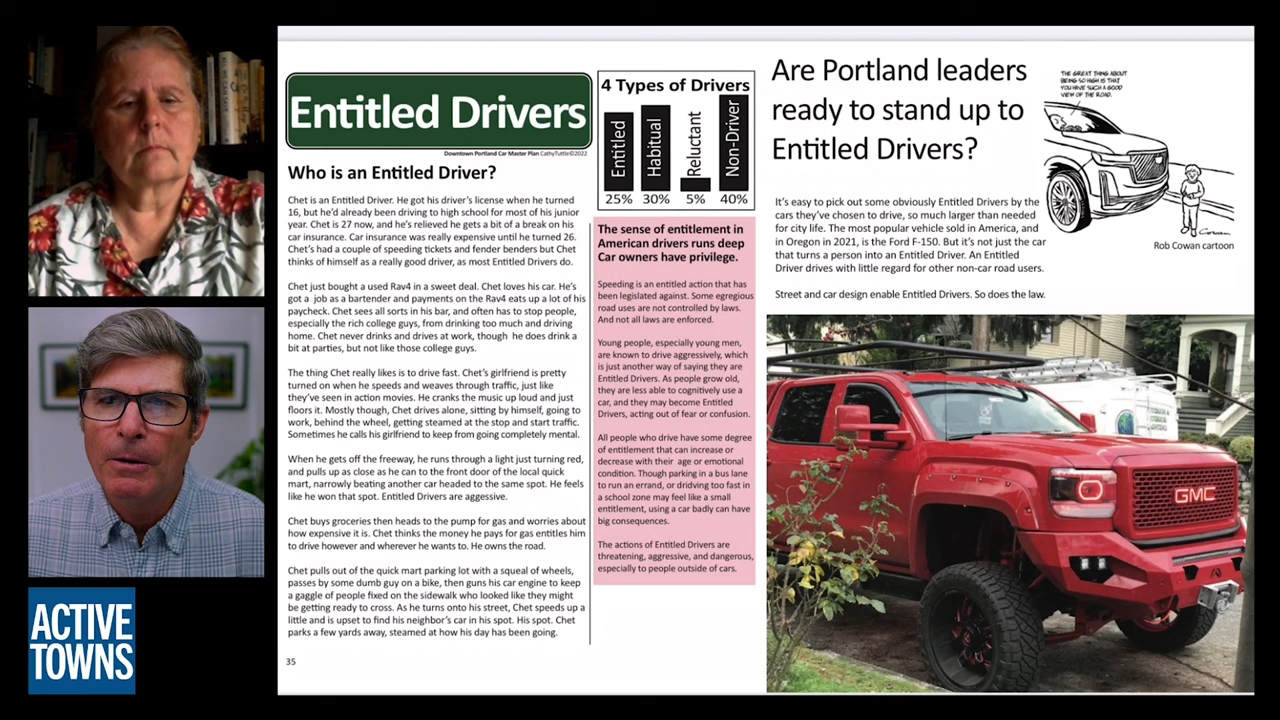 Entitled Drivers
Downtown Portland Car Master Plan CathyTuttle©2022
Who is an Entitled Driver?
Chet is an Entitled Driver. He got his driver's license when he turned
16, but he'd already been driving to high school for most of his junior
year. Chet is 27 now, and he's relieved he gets a bit of a break on his
car insurance. Car insurance was really expensive until he turned 26.
Chet's had a couple of speeding tickets and fender benders but Chet
thinks of himself as a really good driver, as most Entitled Drivers do.
Chet just bought a used Rav4 in a sweet deal. Chet loves his car. He's
got a job as a bartender and payments on the Rav4 eats up a lot of his
paycheck. Chet sees all sorts in his bar, and often has to stop people,
especially the rich college guys, from drinking too much and driving
home. Chet never drinks and drives at work, though he does drink a
bit at parties, but not like those college guys.
The thing Chet really likes is to drive fast. Chet's girlfriend is pretty
turned on when he speeds and weaves through traffic, just like
they've seen in action movies. He cranks the music up loud and just
floors it. Mostly though, Chet drives alone, sitting by himself, going to
work, behind the wheel, getting steamed at the stop and start traffic.
Sometimes he calls his girlfriend to keep from going completely mental.
When he gets off the freeway, he runs through a light just turning red,
and pulls up as close as he can to the front door of the local quick
mart, narrowly beating another car headed to the same spot. He feels
like he won that spot. Entitled Drivers are aggessive.
Chet buys groceries then heads to the pump for gas and worries about
how expensive it is. Chet thinks the money he pays for gas entitles him
to drive however and wherever he wants to. He owns the road.
Chet pulls out of the quick mart parking lot with a squeal of wheels,
passes by some dumb guy on a bike, then guns his car engine to keep
a gaggle of people fixed on the sidewalk who looked like they might
be getting ready to cross. As he turns onto his street, Chet speeds up a
little and is upset to find his neighbor's car in his spot. His spot. Chet
parks a few yards away, steamed at how his day has been going.
35
4 Types of Drivers
Entitled
Habitual
Reluctant
Non-Driver
25%
30%
5%
40%
The sense of entitlement in
American drivers runs deep
Car owners have privilege.
Speeding is an entitled action that has
been legislated against. Some egregious
road uses are not controlled by laws.
And not all laws are enforced.
Young people, especially young men,
are known to drive aggressively, which
is just another way of saying they are
Entitled Drivers. As people grow old,
they are less able to cognitively use a
car, and they may become Entitled
Drivers, acting out of fear or confusion.
All people who drive have some degree
of entitlement that can increase or
decrease with their age or emotional
condition. Though parking in a bus lane
to run an errand, or dridving too fast in
a school zone may feel like a small
entitlement, using a car badly can have
big consequences.
The actions of Entitled Drivers are
threatening, aggressive, and dangerous,
especially to people outside of cars.
Are Portland leaders
ready to stand up to
Entitled Drivers?
THE GREAT THING ABOUT
BEING SO HIGH IS THAT
YOU HAVE SUCH A GOOD
VIEW OF THE ROAD.
Cowan
Rob Cowan cartoon
It's easy to pick out some obviously Entitled Drivers by the
cars they've chosen to drive, so much larger than needed
for city life. The most popular vehicle sold in America, and
in Oregon in 2021, is the Ford F-150. But it's not just the car
that turns a person into an Entitled Driver. An Entitled
Driver drives with little regard for other non-car road users.
Street and car design enable Entitled Drivers. So does the law.
GMC
ACTIVE
TOWNS